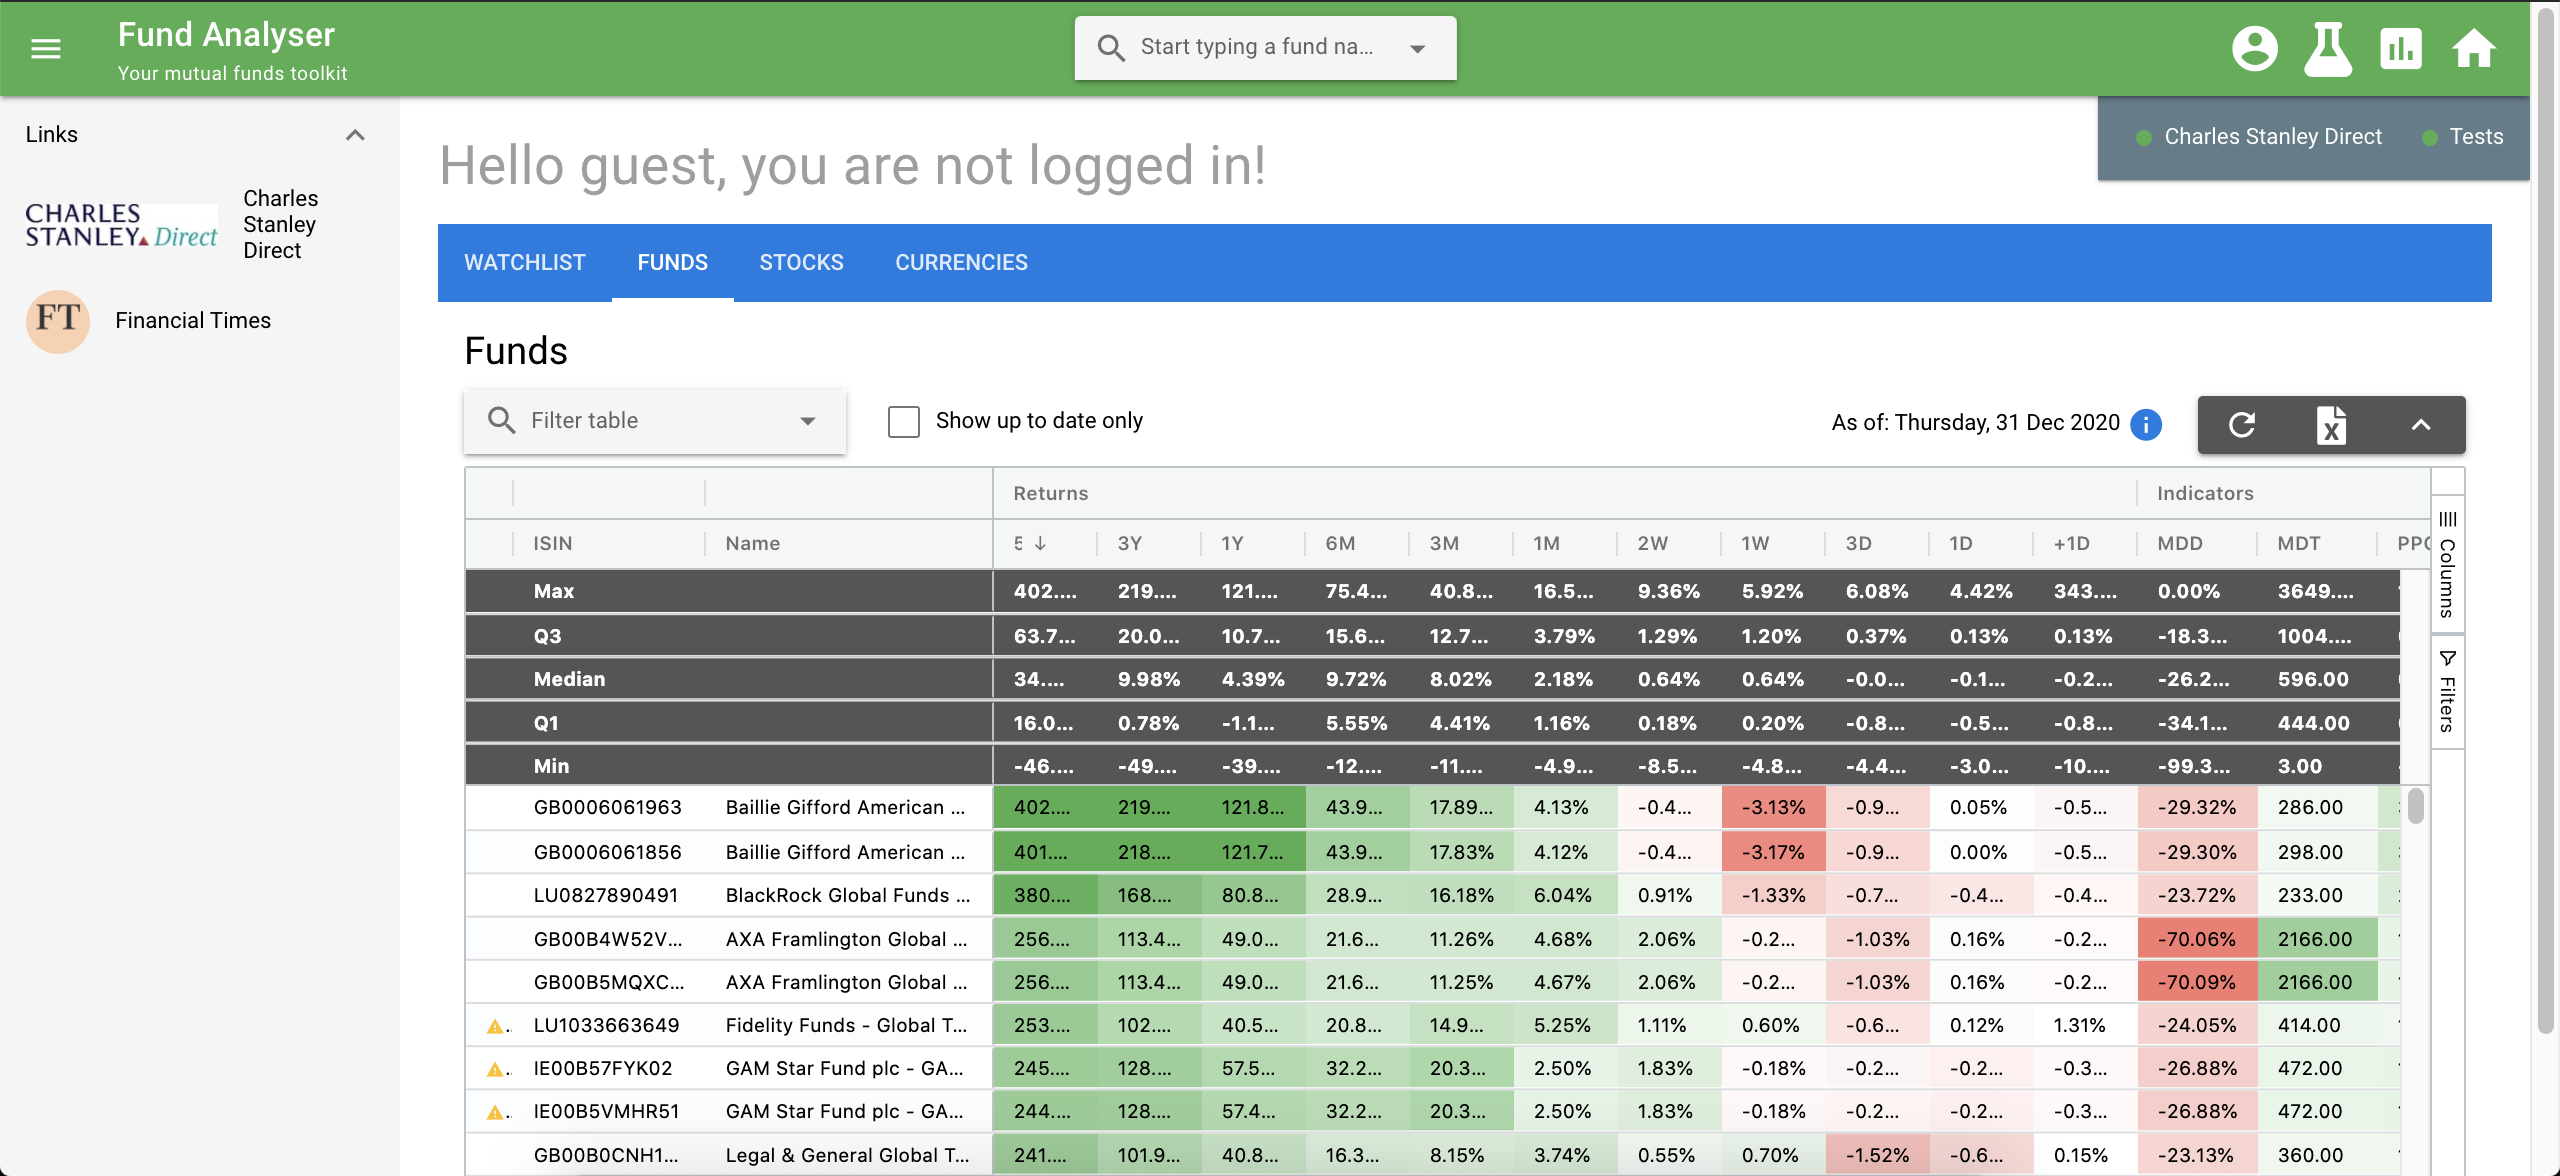 Fund Analyser
Your mutual funds toolkit
Start typing a fund na...
Links
CHARLES
STANLEY Direct
Charles
Stanley
Direct
FT
Financial Times
Hello guest, you are not logged in!
Charles Stanley Direct Tests
WATCHLIST FUNDS STOCKS CURRENCIES
Funds
Filter table
Show up to date only
As of: Thursday, 31 Dec 2020
Returns Indicators
ISIN Name 5 3Y 1Y 6M 3M 1M 2W 1W 3D 1D +1D MDD MDT
Max 402.... 219.... 121.... 75.4... 40.8... 16.5... 9.36% 5.92% 6.08% 4.42% 343.... 0.00% 3649....
Q3 63.7... 20.0... 10.7... 15.6... 12.7... 3.79% 1.29% 1.20% 0.37% 0.13% 0.13% -18.3... 1004....
Median 34.... 9.98% 4.39% 9.72% 8.02% 2.18% 0.64% 0.64% -0.0... -0.1... -0.2... -26.2... 596.00
Q1 16.0... 0.78% -1.1... 5.55% 4.41% 1.16% 0.18% 0.20% -0.8... -0.5... -0.8... -34.1... 444.00
Min -46.... -49.... -39.... -12.... -11.... -4.9... -8.5... -4.8... -4.4... -3.0... -10.... -99.3... 3.00
GB0006061963 Baillie Gifford American ... 402.... 219.... 121.8... 43.9... 17.89... 4.13% -0.4... -3.13% -0.9... 0.05% -0.5... -29.32% 286.00
GB0006061856 Baillie Gifford American ... 401.... 218.... 121.7... 43.9... 17.83% 4.12% -0.4... -3.17% -0.9... 0.00% -0.5... -29.30% 298.00
LU0827890491 BlackRock Global Funds ... 380.... 168.... 80.8... 28.9... 16.18% 6.04% 0.91% -1.33% -0.7... -0.4... -0.4... -23.72% 233.00
GB00B4W52V... AXA Framlington Global ... 256.... 113.4... 49.0... 21.6... 11.26% 4.68% 2.06% -0.2... -1.03% 0.16% -0.2... -70.06% 2166.00
GB00B5MQXC... AXA Framlington Global ... 256.... 113.4... 49.0... 21.6... 11.25% 4.67% 2.06% -0.2... -1.03% 0.16% -0.2... -70.09% 2166.00
LU1033663649 Fidelity Funds - Global T... 253.... 102.... 40.5... 20.8... 14.9... 5.25% 1.11% 0.60% -0.6... 0.12% 1.31% -24.05% 414.00
IE00B57FYK02 GAM Star Fund plc - GA... 245.... 128.... 57.5... 32.2... 20.3... 2.50% 1.83% -0.18% -0.2... -0.2... -0.3... -26.88% 472.00
IE00B5VMHR51 GAM Star Fund plc - GA... 244.... 128.... 57.4... 32.2... 20.3... 2.50% 1.83% -0.18% -0.2... -0.2... -0.3... -26.88% 472.00
GB00B0CNH1... Legal & General Global T... 241.... 101.9... 40.8... 16.3... 8.15% 3.74% 0.55% 0.70% -1.52% -0.6... 0.15% -23.13% 360.00
Columns
Filters